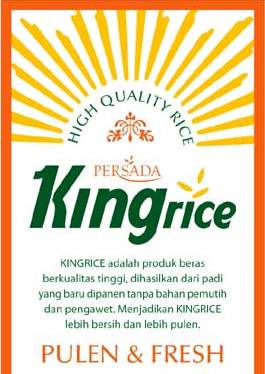 HIGH QUALITY RICE
PERSADA
Kingrice
KINGRICE adalah produk beras
berkualitas tinggi, dihasilkan dari padi
yang baru dipanen tanpa bahan pemutih
dan pengawet. Menjadikan KINGRICE
lebih bersih dan lebih pulen.
PULEN & FRESH